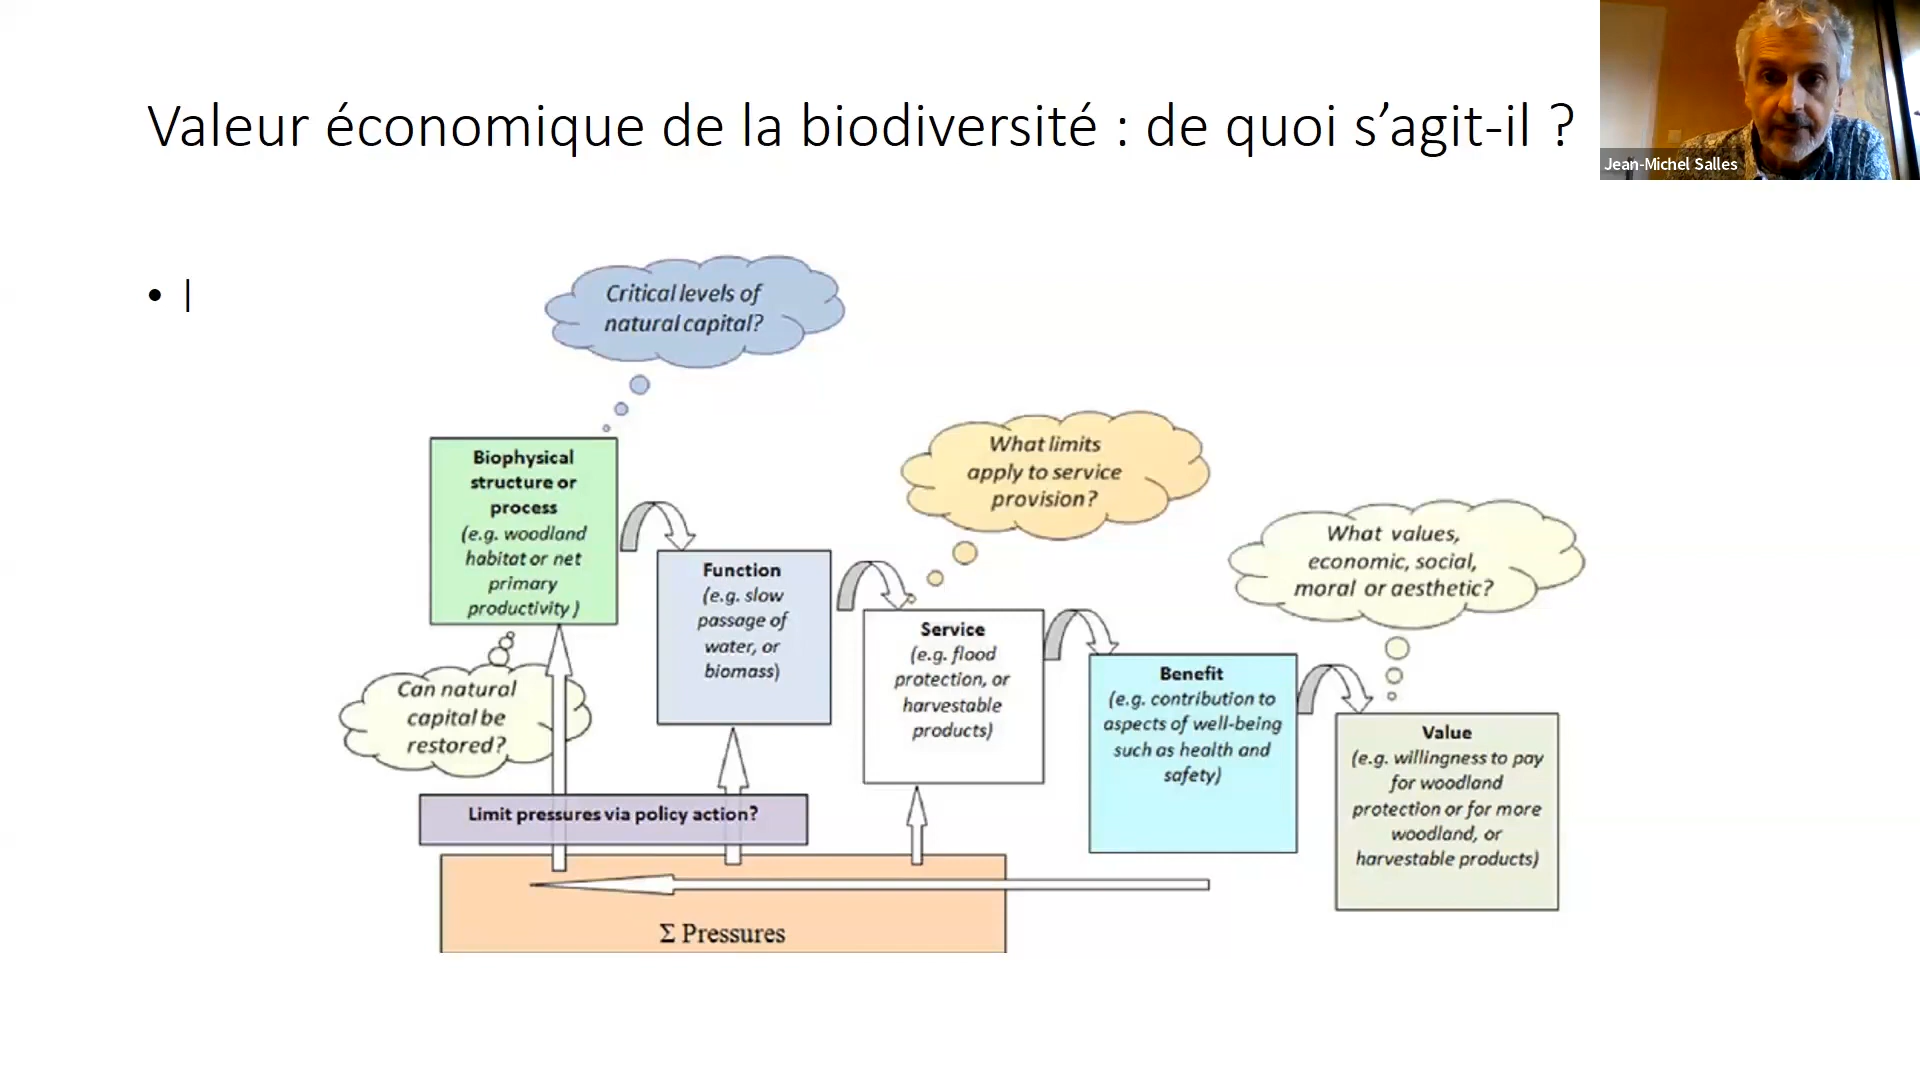 Valeur économique de la biodiversité : de quoi s’agit-il ?
Jean-Michel Salles
• |
Critical levels of
natural capital?
Biophysical
structure or
process
(e.g. woodland
habitat or net
primary
productivity )
Can natural
capital be
restored?
Function
(e.g. slow
passage of
water, or
biomass)
What limits
apply to service
provision?
Service
(e.g. flood
protection, or
harvestable
products)
Benefit
(e.g. contribution to
aspects of well-being
such as health and
safety)
What values,
economic, social,
moral or aesthetic?
Value
(e.g. willingness to pay
for woodland
protection or for more
woodland, or
harvestable products)
Limit pressures via policy action?
Σ Pressures